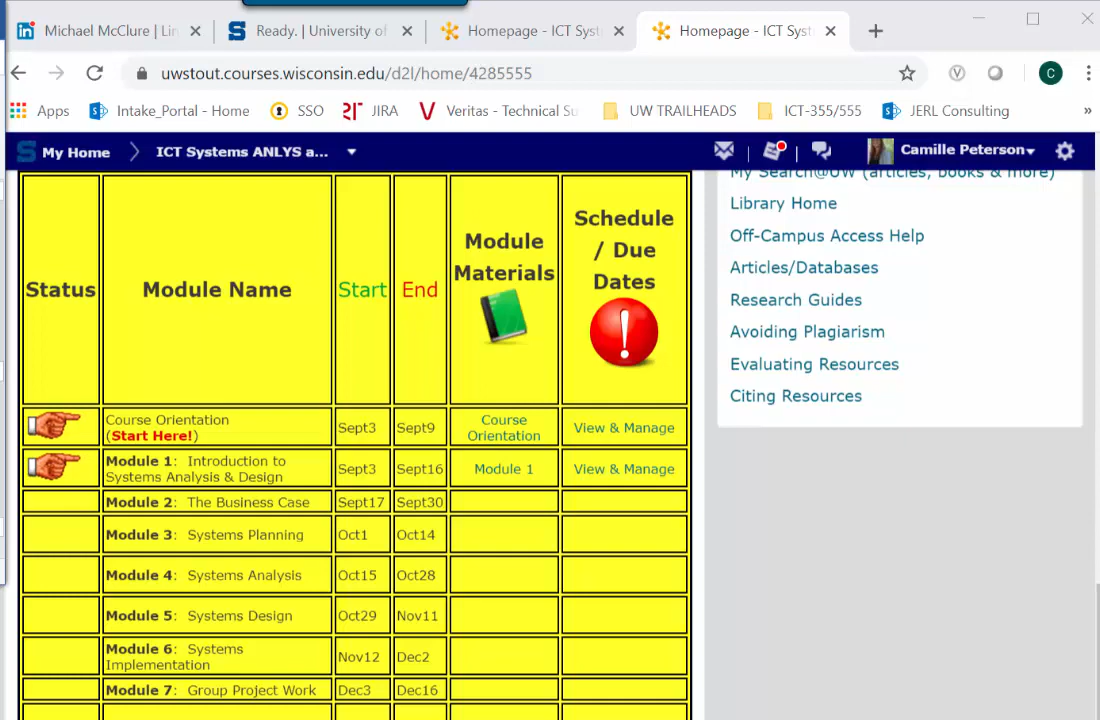 Michael McClure | Lin
Ready. | University of
Homepage - ICT Syst
Homepage - ICT Syst
uwstout.courses.wisconsin.edu/d2l/home/4285555
C
Apps
Intake_Portal - Home
SSO
JIRA
Veritas - Technical Su
UW TRAILHEADS
ICT-355/555
JERL Consulting
»
My Home
ICT Systems ANLYS a...
Camille Peterson
Status
Module Name
Start
End
Module
Materials
Schedule
/ Due
Dates
Course Orientation
(Start Here!)
Sept3
Sept9
Course
Orientation
View & Manage
Module 1: Introduction to
Systems Analysis & Design
Sept3
Sept16
Module 1
View & Manage
Module 2: The Business Case
Sept17
Sept30
Module 3: Systems Planning
Oct1
Oct14
Module 4: Systems Analysis
Oct15
Oct28
Module 5: Systems Design
Oct29
Nov11
Module 6: Systems
Implementation
Nov12
Dec2
Module 7: Group Project Work
Dec3
Dec16
My Search@UW (articles, books & more)
Library Home
Off-Campus Access Help
Articles/Databases
Research Guides
Avoiding Plagiarism
Evaluating Resources
Citing Resources